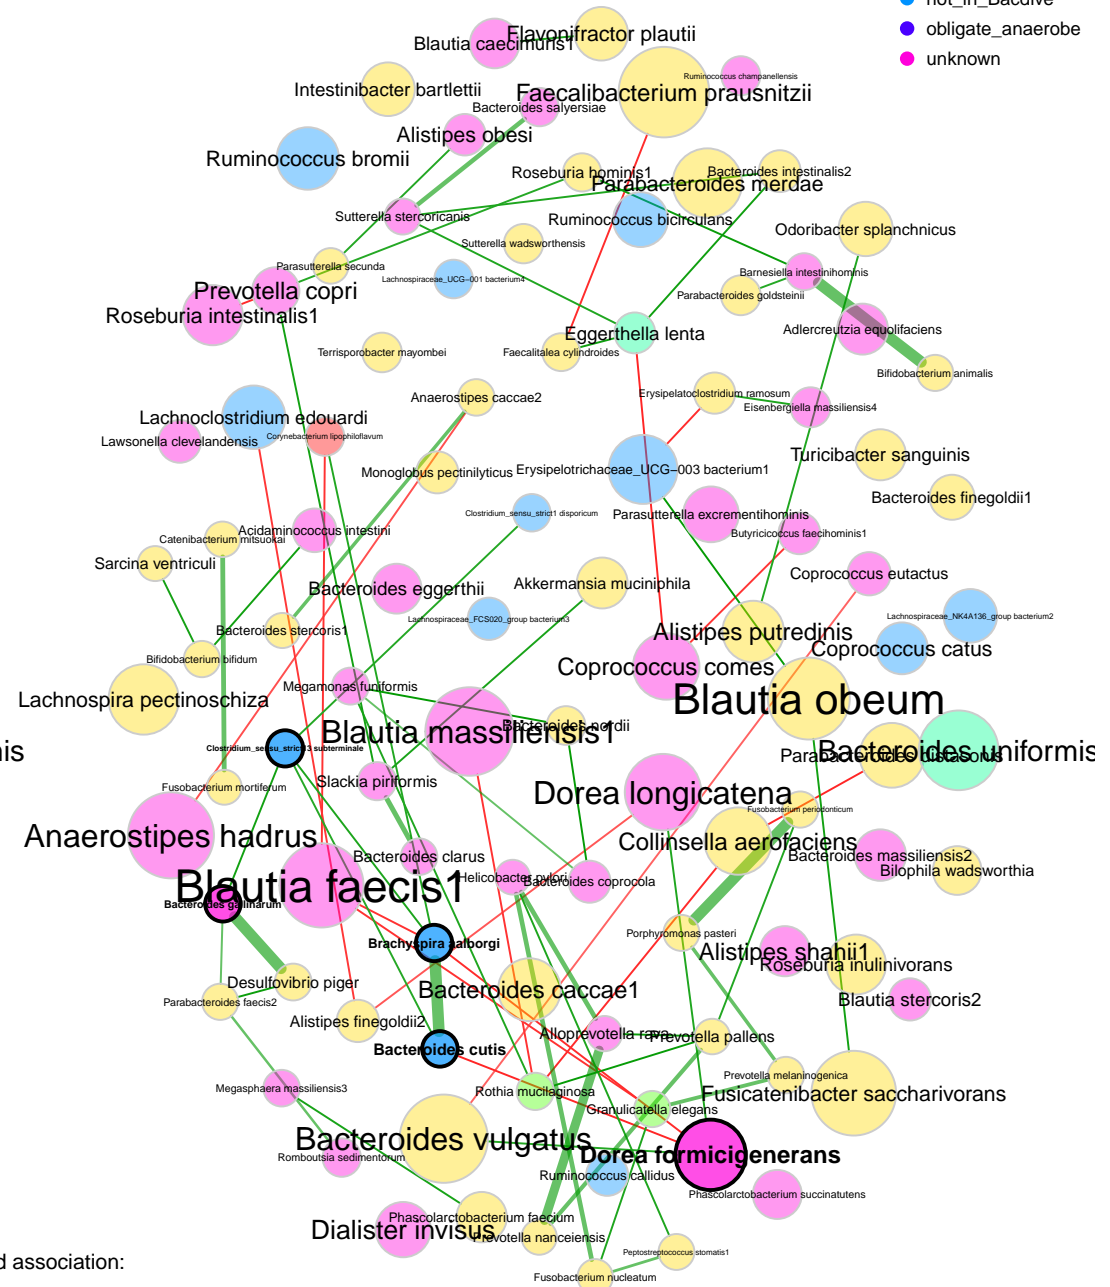 not_in_Bacdive
obligate_anaerobe
unknown
Flavonifractor plautii
Blautia caecimuris1
Ruminococcus champanellensis
Intestinibacter bartlettii
Faecalibacterium prausnitzii
Bacteroides salyersiae
Alistipes obesi
Ruminococcus bromii
Roseburia hominis1
Bacteroides intestinalis2
Parabacteroides merdae
Sutterella stercoricanis
Ruminococcus bicirculans
Odoribacter splanchnicus
Sutterella wadsworthensis
Parasutterella secunda
Barnesiella intestinihominis
Lachnospiraceae_UCG-001 bacterium4
Prevotella copri
Parabacteroides goldsteinii
Roseburia intestinalis1
Adlercreutzia equolifaciens
Eggerthella lenta
Terrisporobacter mayombei
Faecalitalea cylindroides
Bifidobacterium animalis
Erysipelatoclostridium ramosum
Anaerostipes caccae2
Eisenbergiella massiliensis4
Lachnoclostridium edouardi
Corynebacterium lipophiloflavum
Lawsonella clevelandensis
Turicibacter sanguinis
Monoglobus pectinilyticus
Erysipelotrichaceae_UCG-003 bacterium1
Bacteroides finegoldii1
Clostridium_sensu_strict1 disporicum
Parasutterella excrementihominis
Acidaminococcus intestini
Butyricicoccus faecihominis1
Catenibacterium mitsuokai
Sarcina ventriculi
Coprococcus eutactus
Akkermansia muciniphila
Bacteroides eggerthii
Lachnospiraceae_NK4A136_group bacterium2
Lachnospiraceae_FCS020_group bacterium3
Bacteroides stercoris1
Alistipes putredinis
Coprococcus catus
Bifidobacterium bifidum
Coprococcus comes
Megamonas funiformis
Lachnospira pectinoschiza
Blautia obeum
Bacteroides nordii
Blautia massiliensis1
Clostridium_sensu_strict13 subterminale
nis
Bacteroides uniformis
Parabacteroides distasonis
Slackia piriformis
Fusobacterium mortiferum
Dorea longicatena
Fusobacterium periodonticum
Anaerostipes hadrus
Collinsella aerofaciens
Bacteroides clarus
Bacteroides massiliensis2
Bilophila wadsworthia
Helicobacter pylori
Bacteroides coprocola
Blautia faecis1
Bacteroides gallinarum
Porphyromonas pasteri
Brachyspira aalborgi
Alistipes shahii1
Roseburia inulinivorans
Desulfovibrio piger
Bacteroides caccae1
Parabacteroides faecis2
Blautia stercoris2
Alistipes finegoldii2
Alloprevotella rava
Prevotella pallens
Bacteroides cutis
Prevotella melaninogenica
Megasphaera massiliensis3
Rothia mucilaginosa
Fusicatenibacter saccharivorans
Granulicatella elegans
Bacteroides vulgatus
Dorea formicigenerans
Romboutsia sedimentorum
Ruminococcus callidus
Phascolarctobacterium succinatutens
Phascolarctobacterium faecium
Dialister invisus
Prevotella nanceiensis
Peptostreptococcus stomatis1
d association:
Fusobacterium nucleatum